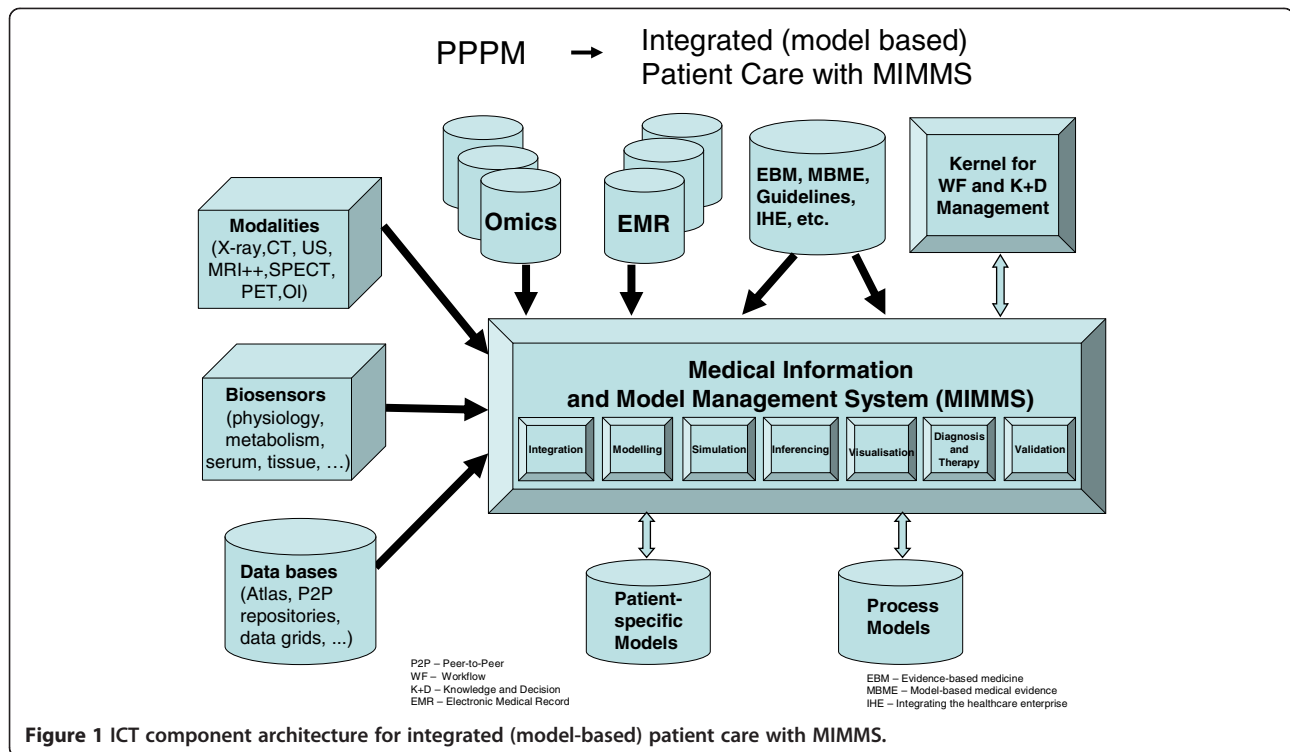 PPPM
Integrated (model based)
Patient Care with MIMMS
Modalities
(X-ray,CT, US,
MRI++,SPECT,
PET,OI)
Omics
EMR
EBM, MBME,
Guidelines,
IHE, etc.
Kernel for
WF and K+D
Management
Biosensors
(physiology,
metabolism,
serum, tissue, …)
Medical Information
and Model Management System (MIMMS)
Integration
Modelling
Simulation
Inferencing
Visualisation
Diagnosis
and
Therapy
Validation
Data bases
(Atlas, P2P
repositories,
data grids, ...)
Patient-
specific
Models
Process
Models
P2P – Peer-to-Peer
WF – Workflow
K+D – Knowledge and Decision
EMR – Electronic Medical Record
EBM – Evidence-based medicine
MBME – Model-based medical evidence
IHE – Integrating the healthcare enterprise
Figure 1 ICT component architecture for integrated (model-based) patient care with MIMMS.